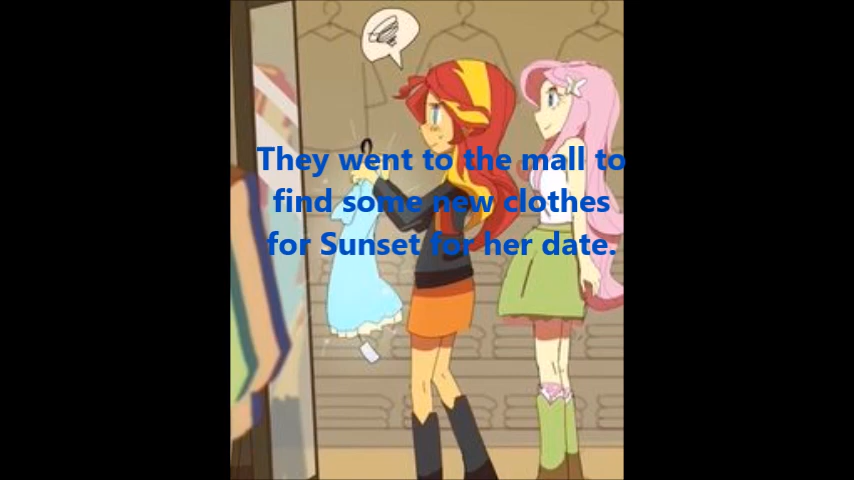 They went to the mall to
find some new clothes
for Sunset for her date.